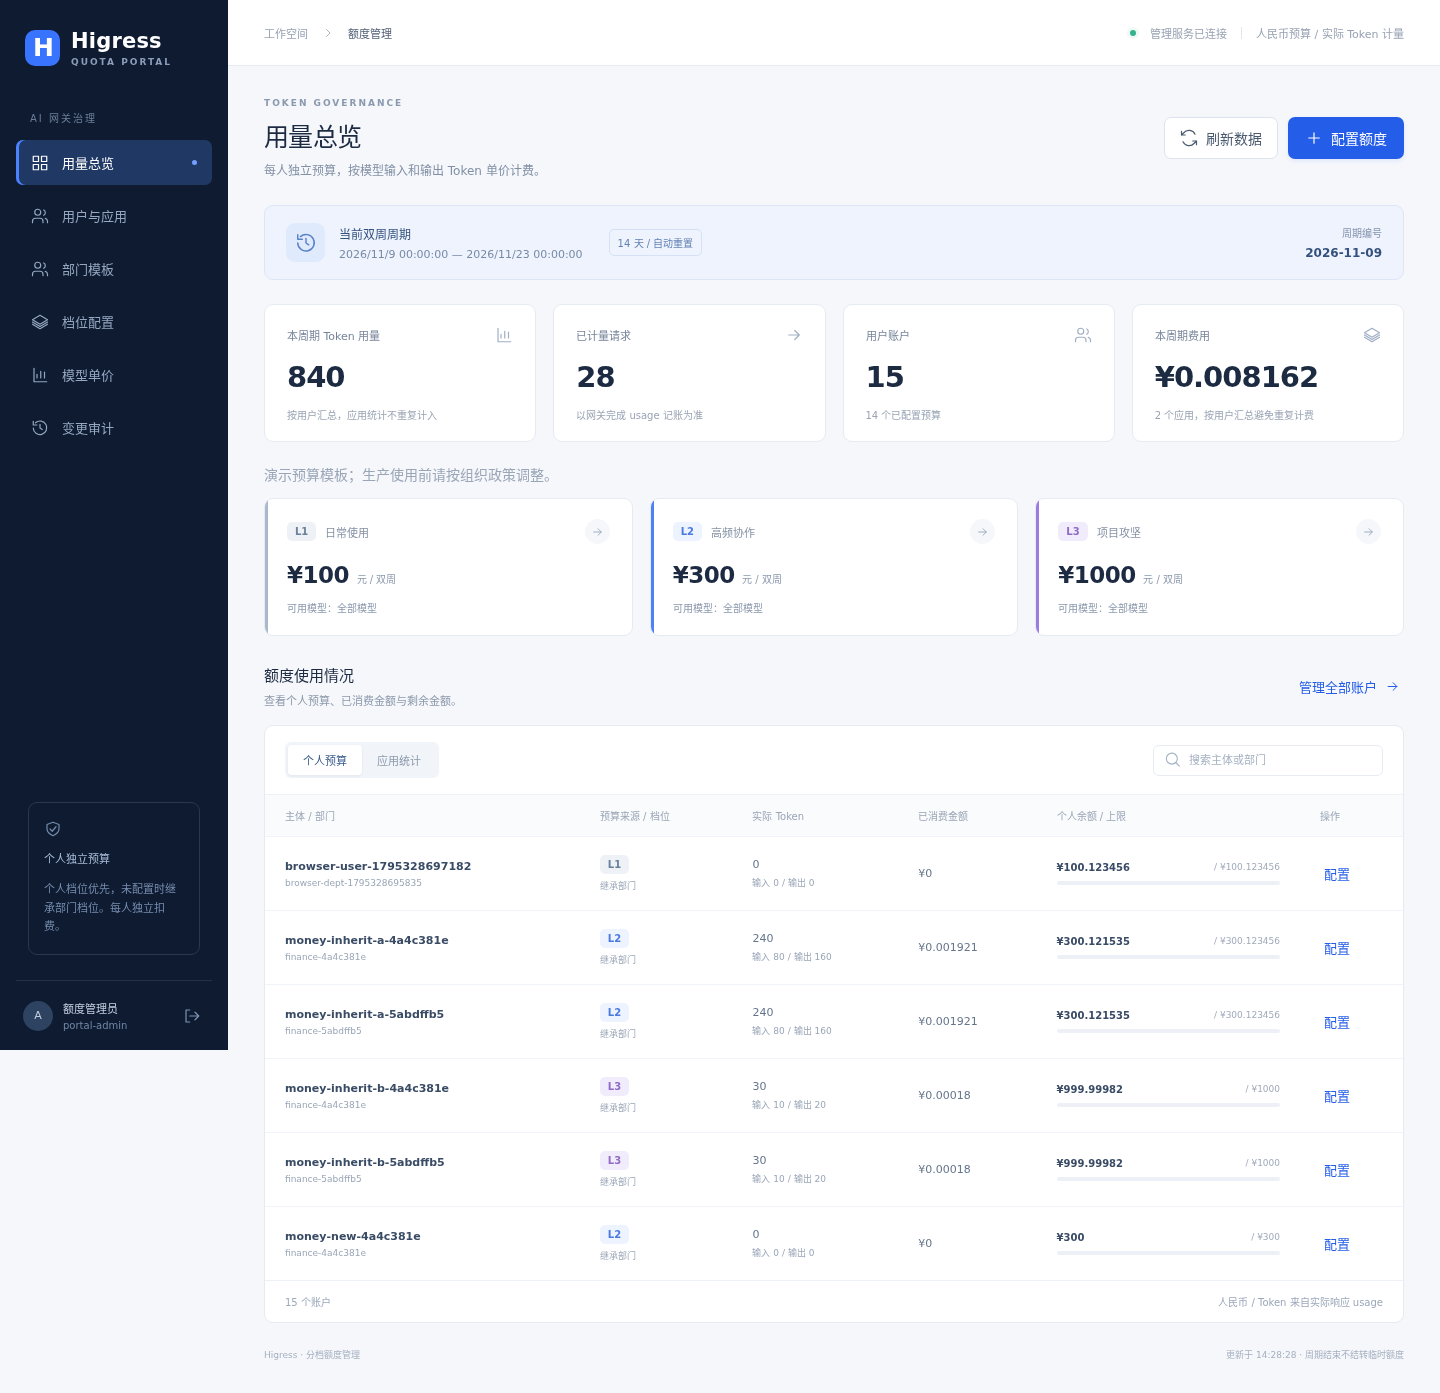 H Higress
QUOTA PORTAL
AI 网关治理
用量总览
用户与应用
部门模板
档位配置
模型单价
变更审计
个人独立预算
个人档位优先，未配置时继
承部门档位。每人独立扣
费。
A 额度管理员
portal-admin
工作空间 额度管理
管理服务已连接 人民币预算 / 实际 Token 计量
TOKEN GOVERNANCE
用量总览
每人独立预算，按模型输入和输出 Token 单价计费。
刷新数据 配置额度
当前双周周期
2026/11/9 00:00:00 — 2026/11/23 00:00:00
14 天 / 自动重置
周期编号
2026-11-09
本周期 Token 用量
840
按用户汇总，应用统计不重复计入
已计量请求
28
以网关完成 usage 记账为准
用户账户
15
14 个已配置预算
本周期费用
¥0.008162
2 个应用，按用户汇总避免重复计费
演示预算模板；生产使用前请按组织政策调整。
L1 日常使用
¥100 元 / 双周
可用模型：全部模型
L2 高频协作
¥300 元 / 双周
可用模型：全部模型
L3 项目攻坚
¥1000 元 / 双周
可用模型：全部模型
额度使用情况
查看个人预算、已消费金额与剩余金额。
管理全部账户
个人预算 应用统计
搜索主体或部门
主体 / 部门 预算来源 / 档位 实际 Token 已消费金额 个人余额 / 上限 操作
browser-user-1795328697182 L1 0 ¥0 ¥100.123456 / ¥100.123456 配置
browser-dept-1795328695835 继承部门 输入 0 / 输出 0
money-inherit-a-4a4c381e L2 240 ¥0.001921 ¥300.121535 / ¥300.123456 配置
finance-4a4c381e 继承部门 输入 80 / 输出 160
money-inherit-a-5abdffb5 L2 240 ¥0.001921 ¥300.121535 / ¥300.123456 配置
finance-5abdffb5 继承部门 输入 80 / 输出 160
money-inherit-b-4a4c381e L3 30 ¥0.00018 ¥999.99982 / ¥1000 配置
finance-4a4c381e 继承部门 输入 10 / 输出 20
money-inherit-b-5abdffb5 L3 30 ¥0.00018 ¥999.99982 / ¥1000 配置
finance-5abdffb5 继承部门 输入 10 / 输出 20
money-new-4a4c381e L2 0 ¥0 ¥300 / ¥300 配置
finance-4a4c381e 继承部门 输入 0 / 输出 0
15 个账户 人民币 / Token 来自实际响应 usage
Higress · 分档额度管理 更新于 14:28:28 · 周期结束不结转临时额度